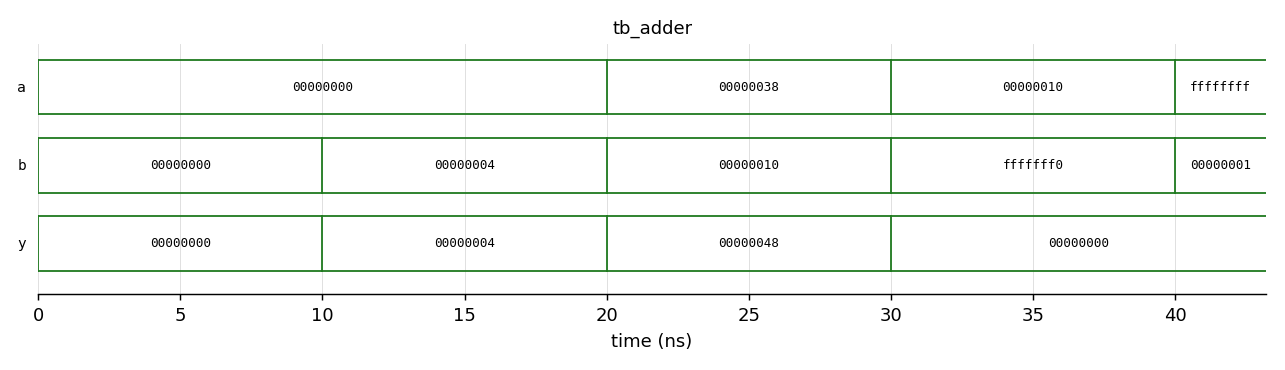 tb_adder
a 00000000 00000038 00000010 ffffffff
b 00000000 00000004 00000010 fffffff0 00000001
y 00000000 00000004 00000048 00000000
0 5 10 15 20 25 30 35 40
time (ns)